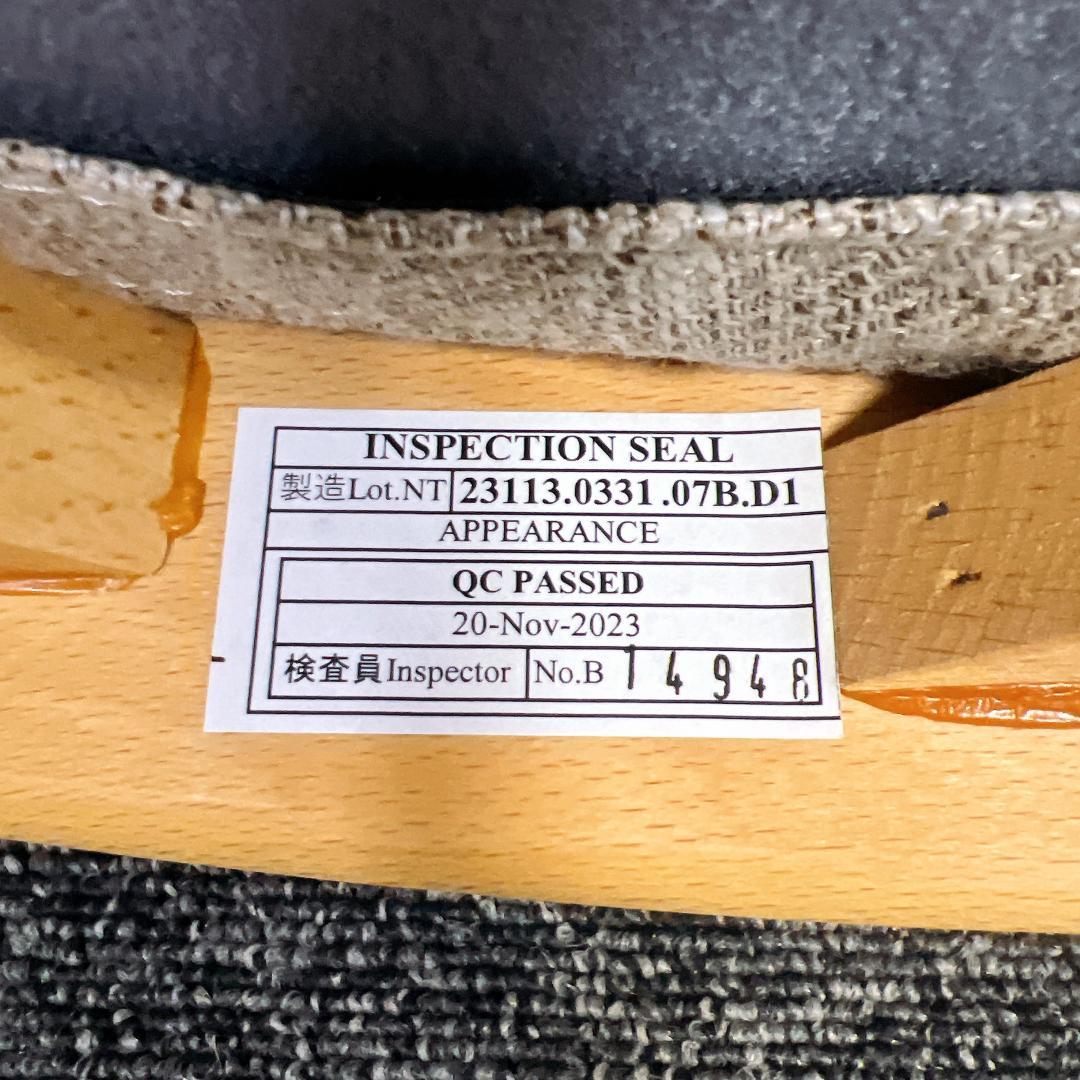 INSPECTION SEAL
製造Lot.NT 23113.0331.07B.D1
APPEARANCE
QC PASSED
20-Nov-2023
検査員Inspector No.B 14948